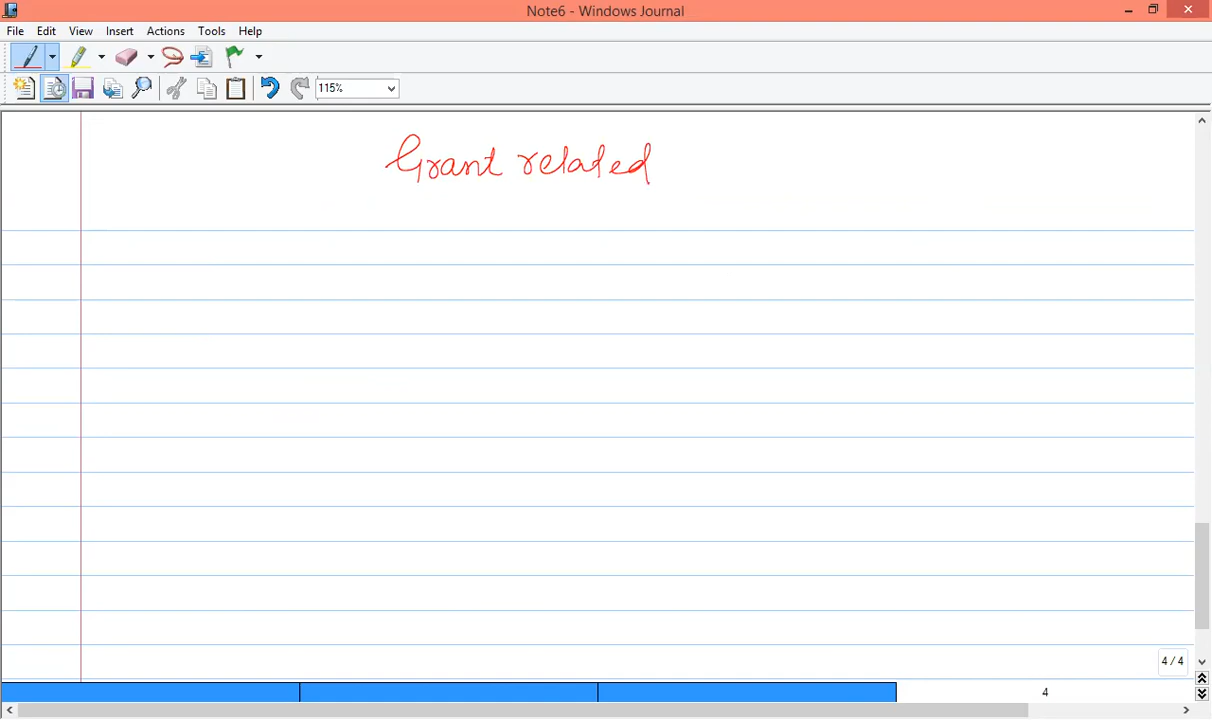 Note6 - Windows Journal
File Edit View Insert Actions Tools Help
115%
Grant related
4 / 4
4